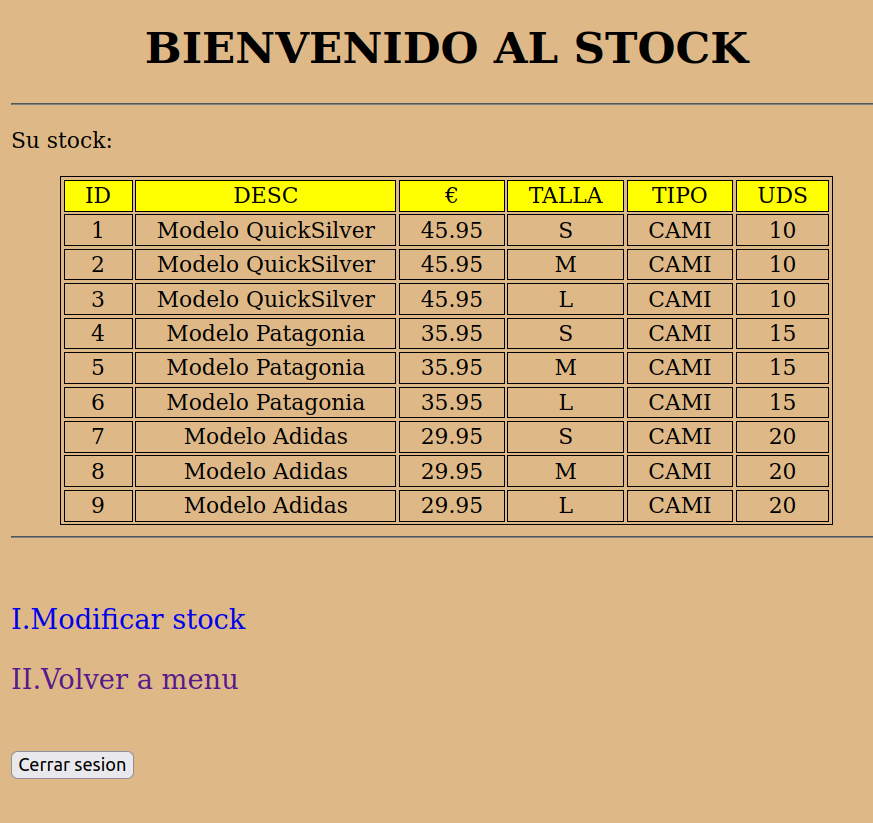 BIENVENIDO AL STOCK
Su stock:
ID DESC € TALLA TIPO UDS
1 Modelo QuickSilver 45.95 S CAMI 10
2 Modelo QuickSilver 45.95 M CAMI 10
3 Modelo QuickSilver 45.95 L CAMI 10
4 Modelo Patagonia 35.95 S CAMI 15
5 Modelo Patagonia 35.95 M CAMI 15
6 Modelo Patagonia 35.95 L CAMI 15
7 Modelo Adidas 29.95 S CAMI 20
8 Modelo Adidas 29.95 M CAMI 20
9 Modelo Adidas 29.95 L CAMI 20
I.Modificar stock
II.Volver a menu
Cerrar sesion